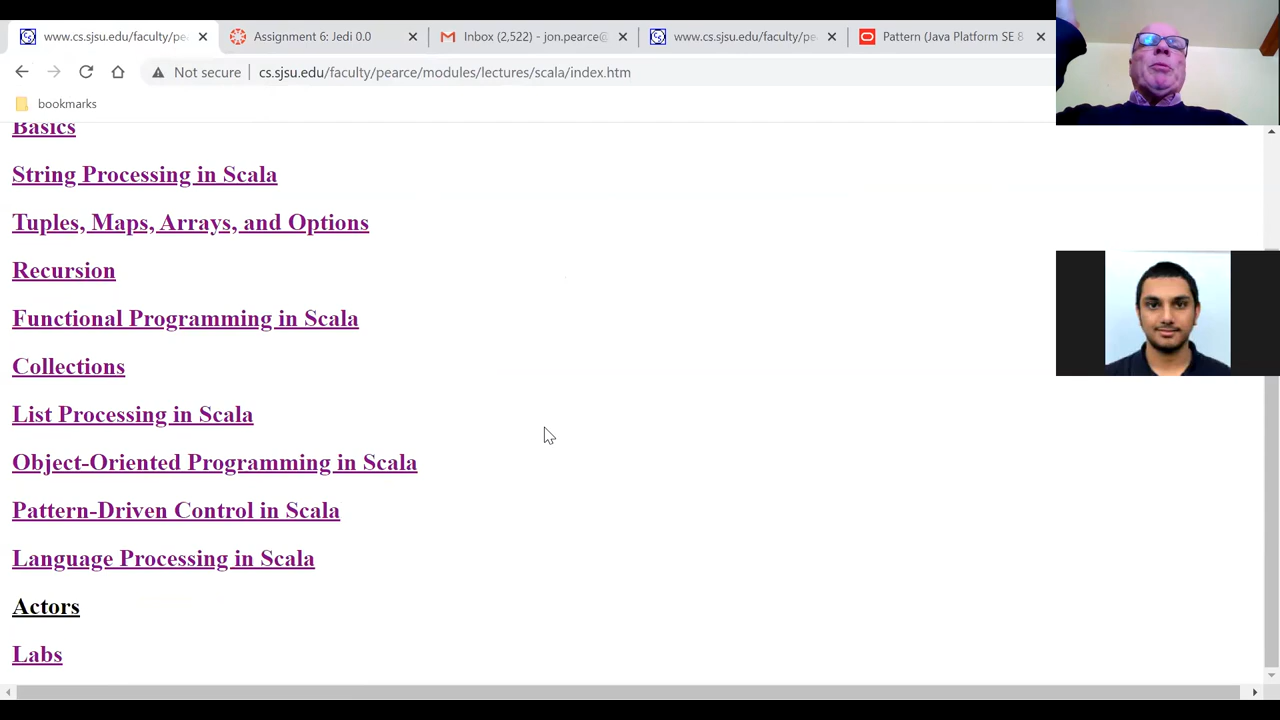 www.cs.sjsu.edu/faculty/pe
Assignment 6: Jedi 0.0
Inbox (2,522) - jon.pearce@
www.cs.sjsu.edu/faculty/pe
Pattern (Java Platform SE 8
Not secure
cs.sjsu.edu/faculty/pearce/modules/lectures/scala/index.htm
bookmarks
Basics
String Processing in Scala
Tuples, Maps, Arrays, and Options
Recursion
Functional Programming in Scala
Collections
List Processing in Scala
Object-Oriented Programming in Scala
Pattern-Driven Control in Scala
Language Processing in Scala
Actors
Labs